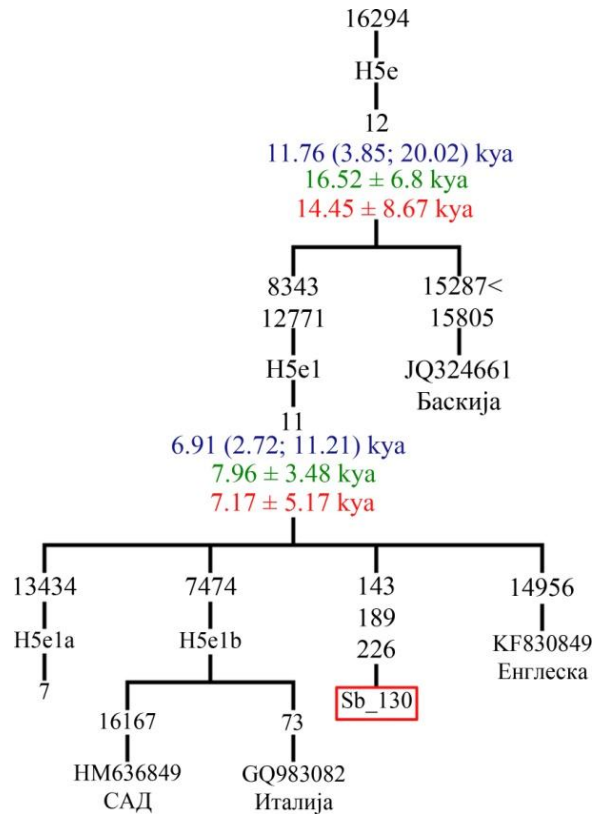 16294
H5e
12
11.76 (3.85; 20.02) kya
16.52 ± 6.8 kya
14.45 ± 8.67 kya
8343
12771
H5e1
11
15287<
15805
JQ324661
Баскија
6.91 (2.72; 11.21) kya
7.96 ± 3.48 kya
7.17 ± 5.17 kya
13434
H5e1a
7
7474
H5e1b
16167
HM636849
САД
73
GQ983082
Италија
143
189
226
Sb_130
14956
KF830849
Енглеска